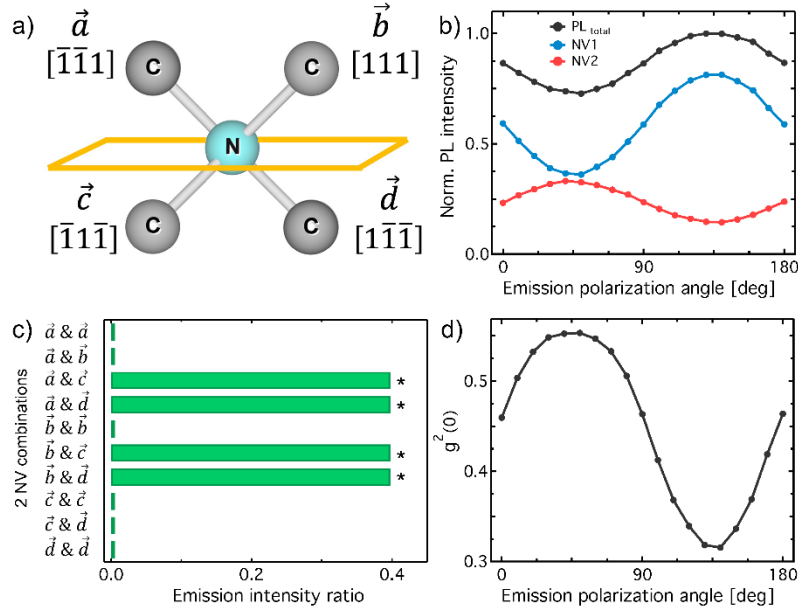 a)
a⃗
[1̅1̅1]
b⃗
[111]
C
C
N
C
C
c⃗
[1̅11̅]
d⃗
[11̅1̅]
b)
PL total
NV1
NV2
1.0
0.5
0.0
Norm. PL intensoity
0
90
180
Emission polarization angle [deg]
c)
2 NV combinations
a⃗ & a⃗
a⃗ & b⃗
a⃗ & c⃗ *
a⃗ & d⃗ *
b⃗ & b⃗
b⃗ & c⃗ *
b⃗ & d⃗ *
c⃗ & c⃗
c⃗ & d⃗
d⃗ & d⃗
0.0
0.2
0.4
Emission intensity ratio
d)
g²(0)
0.5
0.4
0.3
0
90
180
Emission polarization angle [deg]